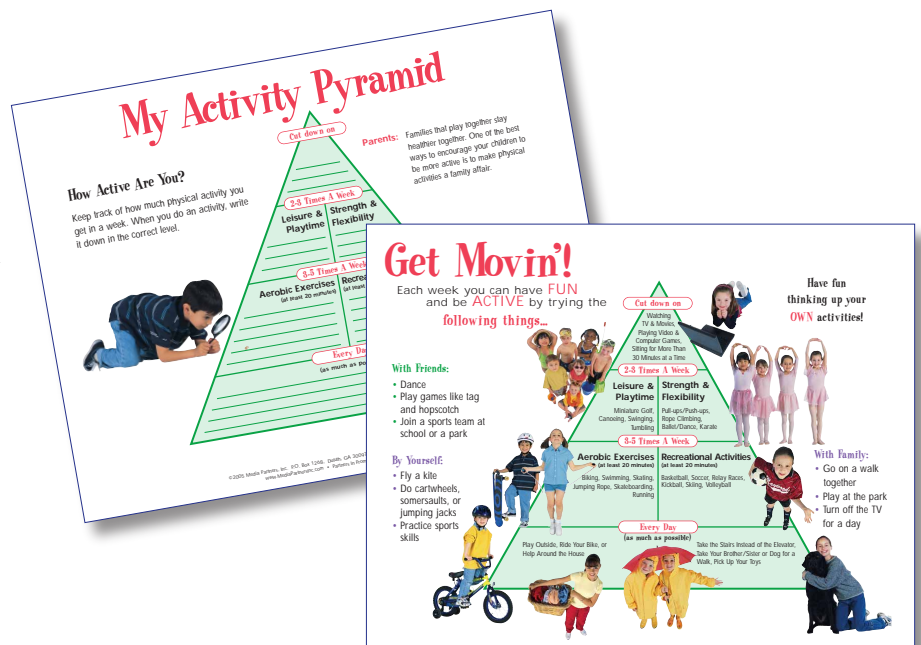 My Activity Pyramid
Cut down on
Parents:
Families that play together stay
healthier together. One of the best
ways to encourage your children to
be more active is to make physical
activities a family affair.
How Active Are You?
Keep track of how much physical activity you
get in a week. When you do an activity, write
it down in the correct level.
2-3 Times A Week
Leisure &
Playtime
Strength &
Flexibility
3-5 Times A Week
Aerobic Exercises
(at least 20 minutes)
Every Day
(as much as
©2005 Media Partners, Inc. P.O. Box 1246,
www.MediaPartnersInc.com •
Get Movin'!
Each week you can have FUN
and be ACTIVE by trying the
following things...
Cut down on
Watching
TV & Movies,
Playing Video &
Computer Games,
Sitting for More Than
30 Minutes at a Time
Have fun
thinking up your
OWN activities!
With Friends:
• Dance
• Play games like tag
and hopscotch
• Join a sports team at
school or a park
2-3 Times A Week
Leisure &
Playtime
Miniature Golf,
Canoeing, Swinging,
Tumbling
Strength &
Flexibility
Pull-ups/Push-ups,
Rope Climbing,
Ballet/Dance, Karate
3-5 Times A Week
Aerobic Exercises
(at least 20 minutes)
Biking, Swimming, Skating,
Jumping Rope, Skateboarding,
Running
Recreational Activities
(at least 20 minutes)
Basketball, Soccer, Relay Races,
Kickball, Skiing, Volleyball
By Yourself:
• Fly a kite
• Do cartwheels,
somersaults, or
jumping jacks
• Practice sports
skills
With Family:
• Go on a walk
together
• Play at the park
• Turn off the TV
for a day
Every Day
(as much as possible)
Play Outside, Ride Your Bike, or
Help Around the House
Take the Stairs Instead of the Elevator,
Take Your Brother/Sister or Dog for a
Walk, Pick Up Your Toys